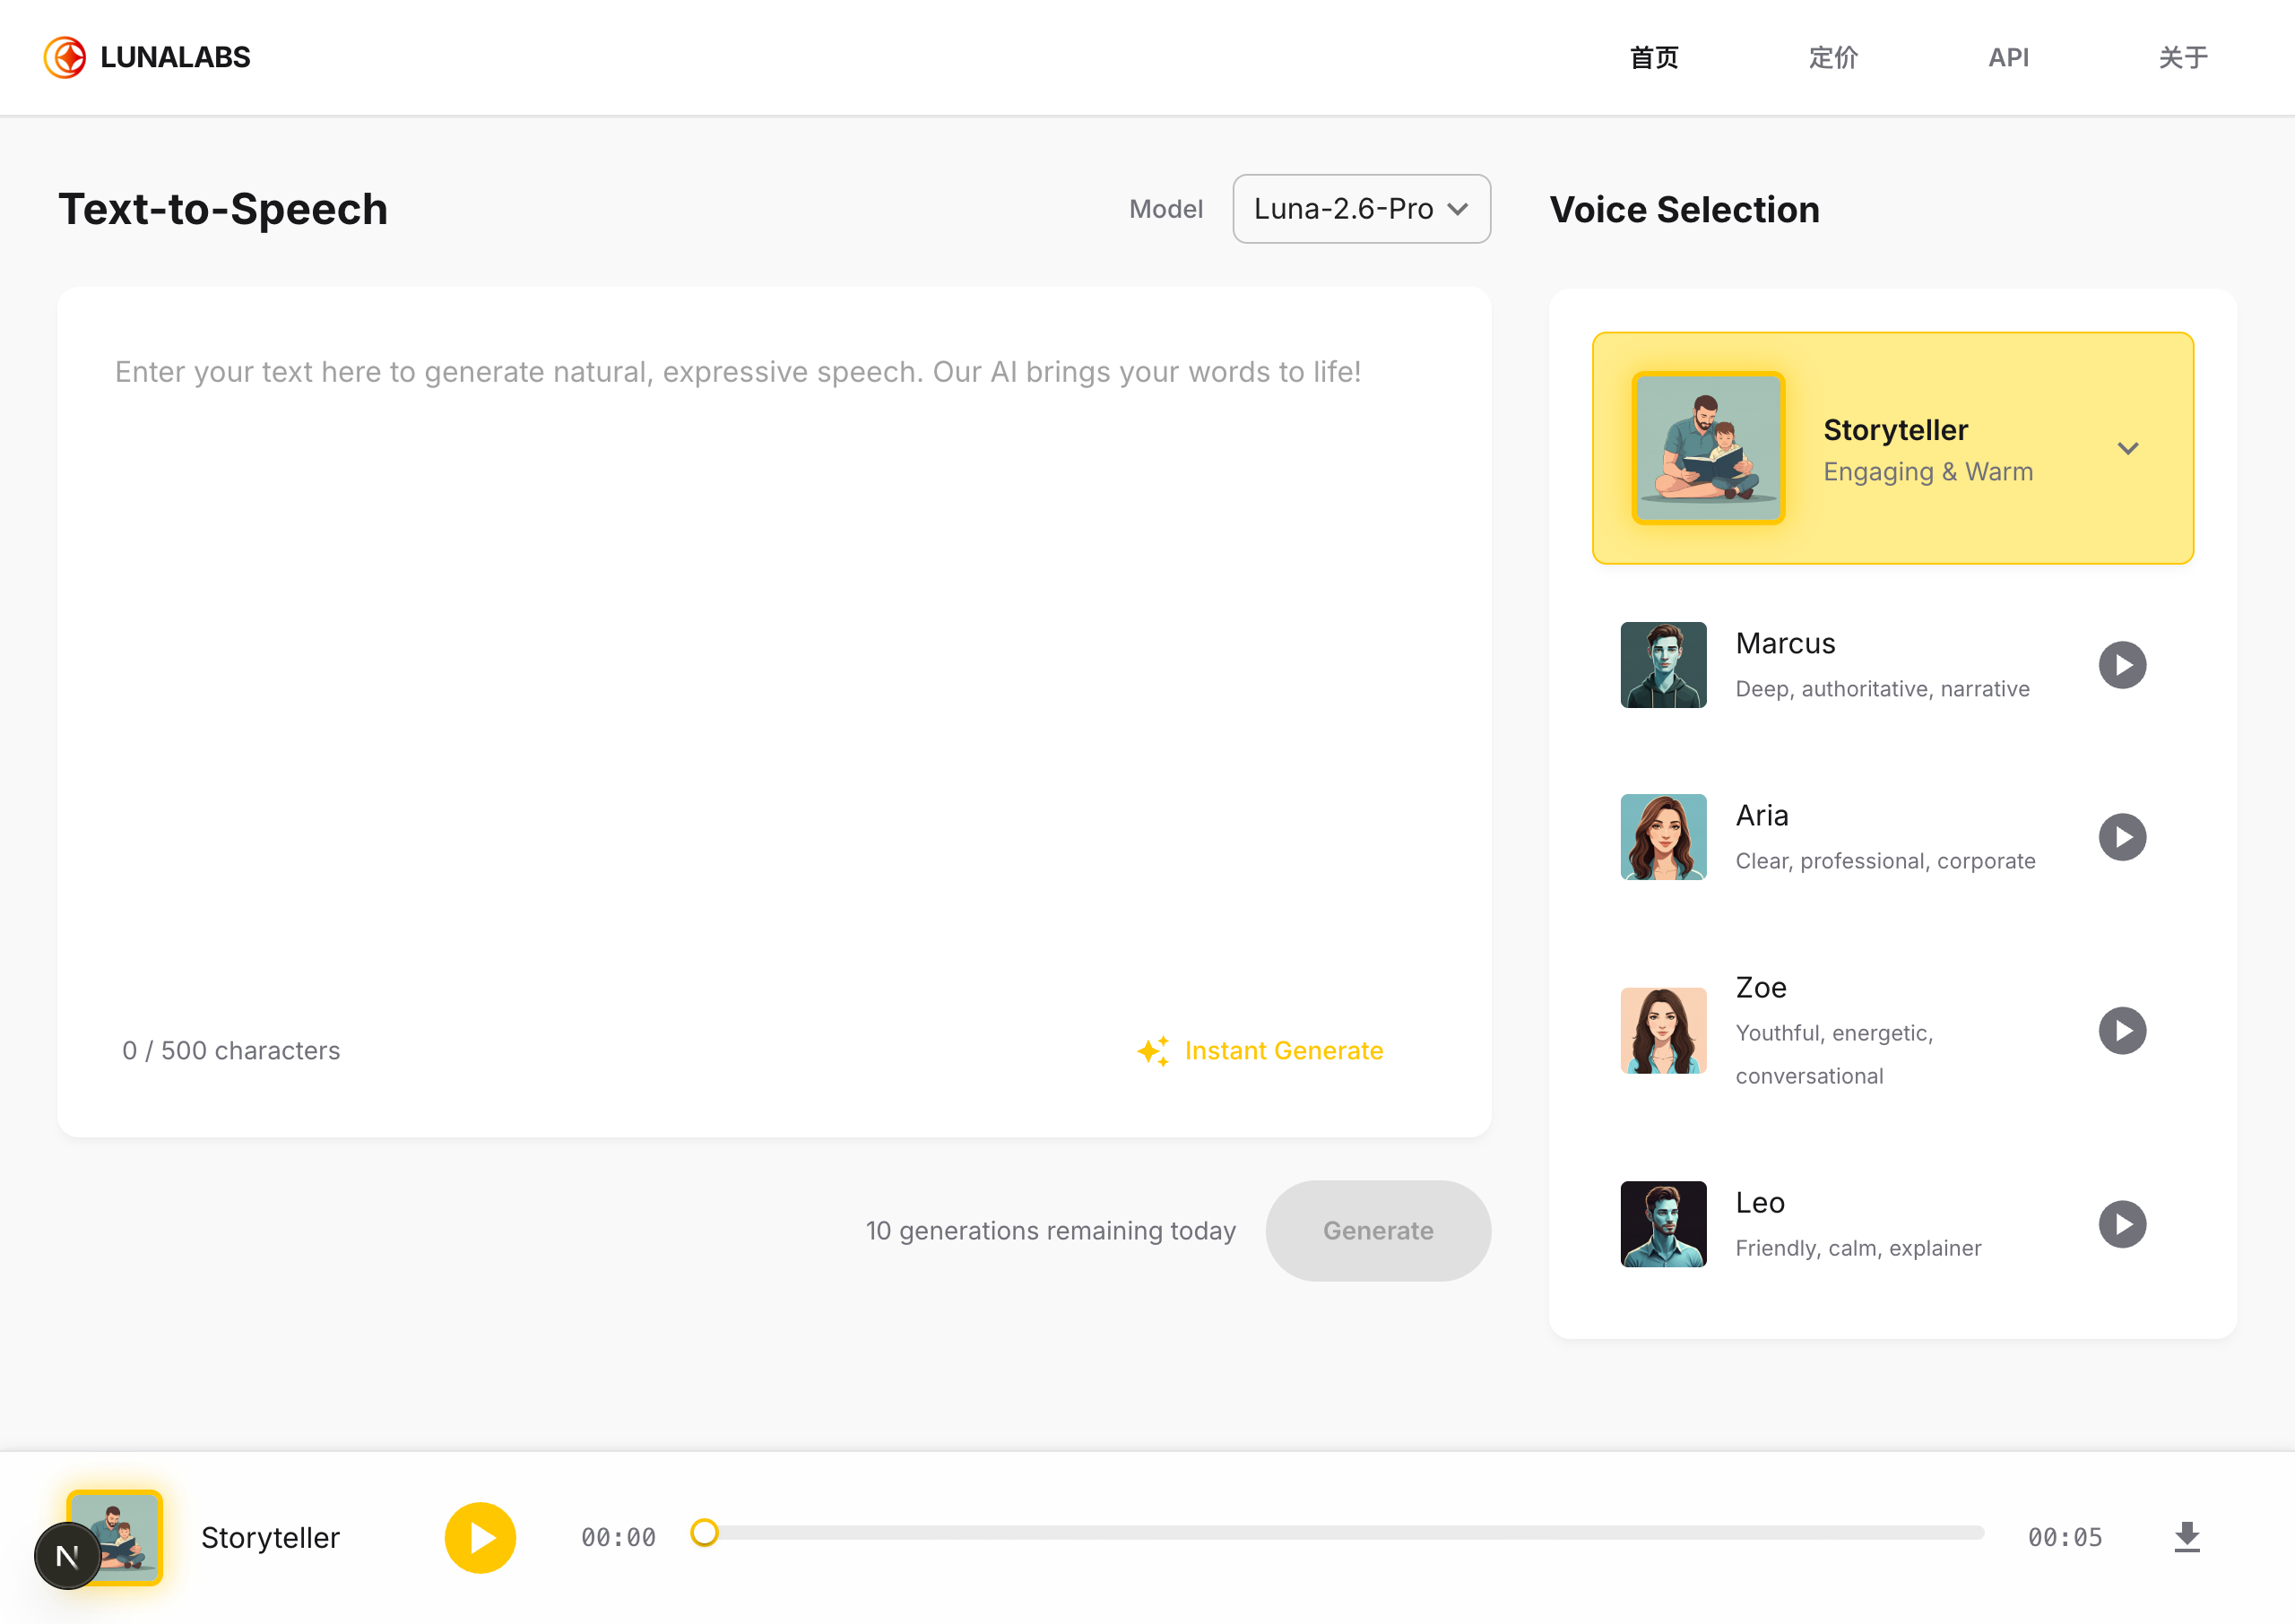 LUNALABS
首页
定价
API
关于
Text-to-Speech
Model
Luna-2.6-Pro
Voice Selection
Enter your text here to generate natural, expressive speech. Our AI brings your words to life!
0 / 500 characters
Instant Generate
10 generations remaining today
Generate
Storyteller
Engaging & Warm
Marcus
Deep, authoritative, narrative
Aria
Clear, professional, corporate
Zoe
Youthful, energetic,
conversational
Leo
Friendly, calm, explainer
N
Storyteller
00:00
00:05